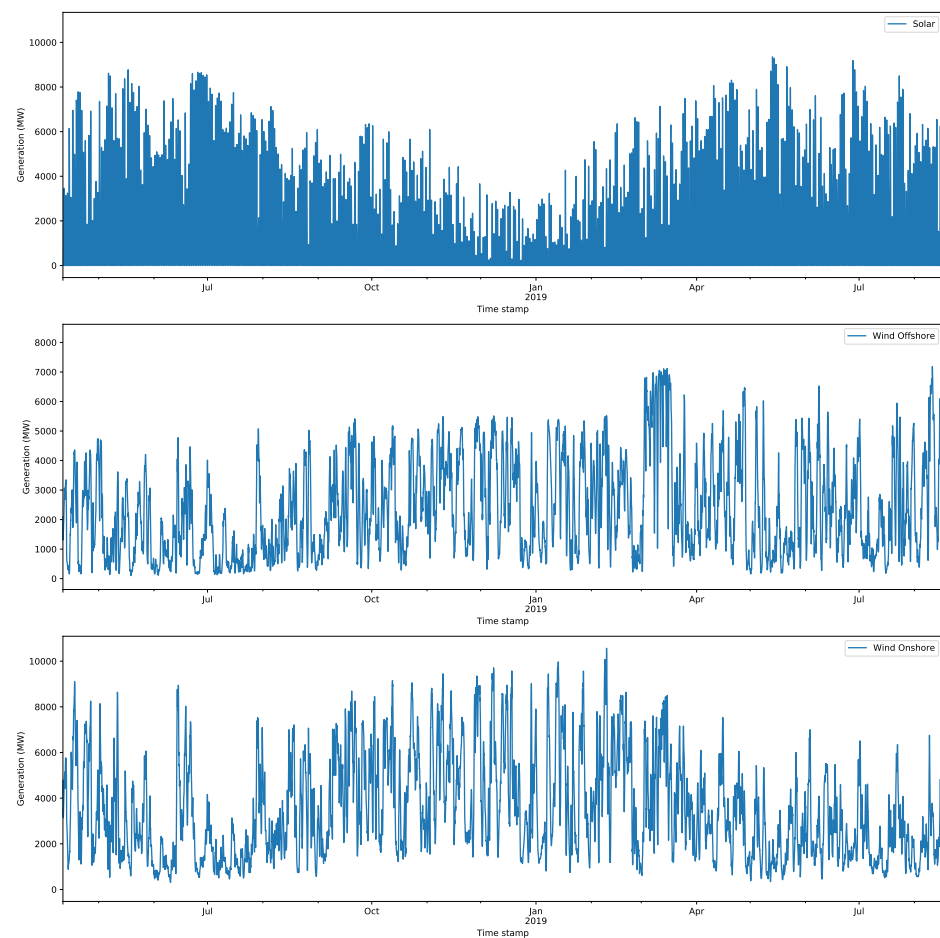 Solar
10000
8000
6000
4000
2000
0
Generation (MW)
Jul Oct Jan Apr Jul
2019
Time stamp
Wind Offshore
8000
7000
6000
5000
4000
3000
2000
1000
0
Generation (MW)
Jul Oct Jan Apr Jul
2019
Time stamp
Wind Onshore
10000
8000
6000
4000
2000
0
Generation (MW)
Jul Oct Jan Apr Jul
2019
Time stamp